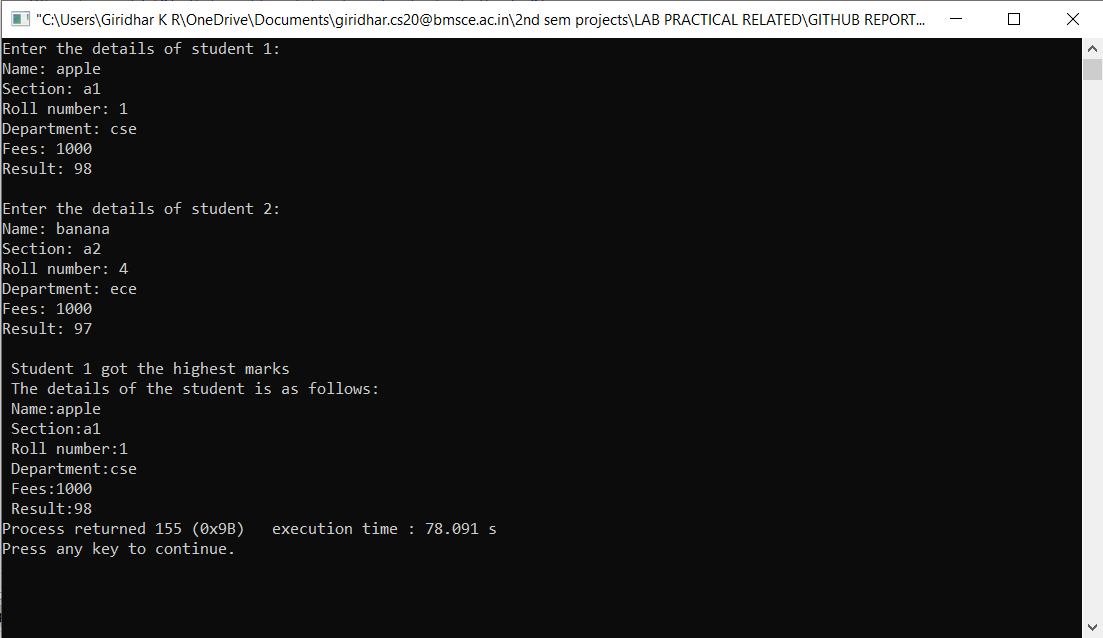 "C:\Users\Giridhar K R\OneDrive\Documents\giridhar.cs20@bmsce.ac.in\2nd sem projects\LAB PRACTICAL RELATED\GITHUB REPORT...
Enter the details of student 1:
Name: apple
Section: a1
Roll number: 1
Department: cse
Fees: 1000
Result: 98
Enter the details of student 2:
Name: banana
Section: a2
Roll number: 4
Department: ece
Fees: 1000
Result: 97
Student 1 got the highest marks
The details of the student is as follows:
Name:apple
Section:a1
Roll number:1
Department:cse
Fees:1000
Result:98
Process returned 155 (0x9B)   execution time : 78.091 s
Press any key to continue.